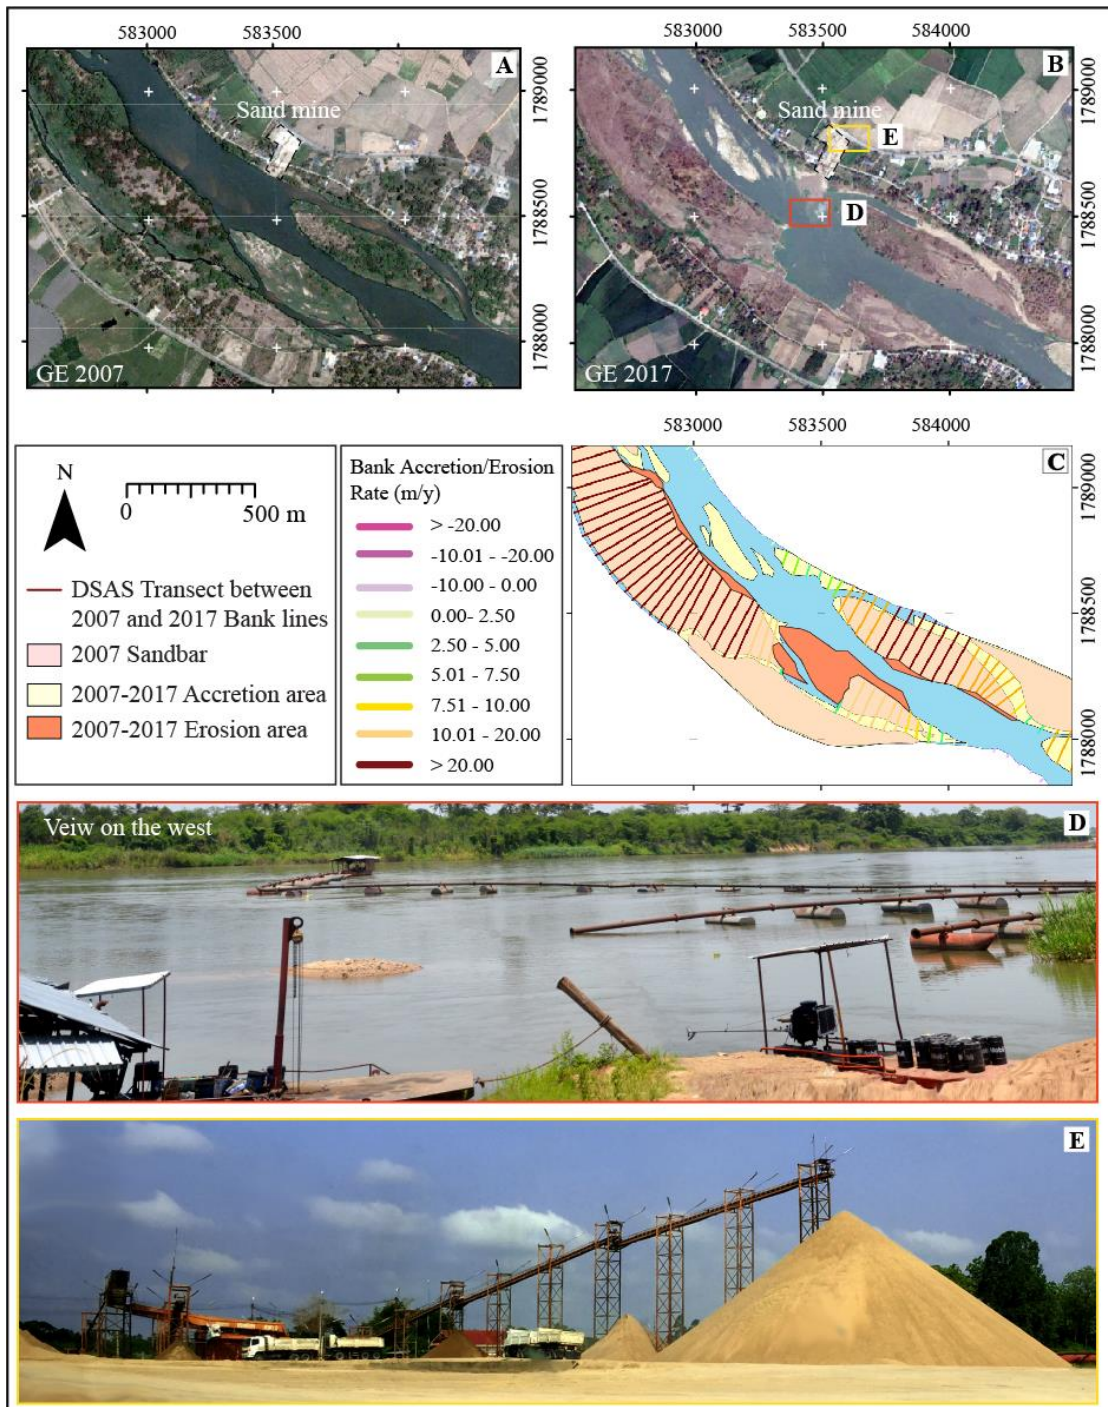 583000 583500
A
Sand mine
GE 2007
583000 583500 584000
B
Sand mine
E
D
GE 2017
1789000
1788500
1788000
1789000
1788500
1788000
N
0 500 m
DSAS Transect between
2007 and 2017 Bank lines
2007 Sandbar
2007-2017 Accretion area
2007-2017 Erosion area
Bank Accretion/Erosion
Rate (m/y)
> -20.00
-10.01 - -20.00
-10.00 - 0.00
0.00- 2.50
2.50 - 5.00
5.01 - 7.50
7.51 - 10.00
10.01 - 20.00
> 20.00
583000 583500 584000
C
1789000
1788500
1788000
Veiw on the west
D
E